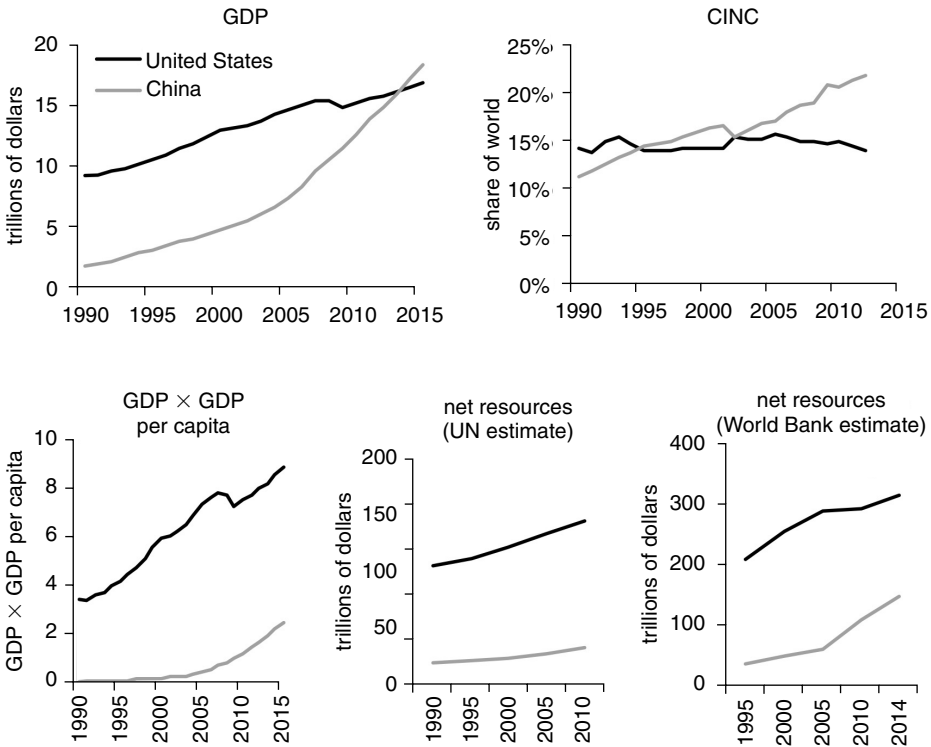 GDP
trillions of dollars
20
15
10
5
0
United States
China
1990 1995 2000 2005 2010 2015
CINC
share of world
25%
20%
15%
10%
5%
0%
1990 1995 2000 2005 2010 2015
GDP × GDP
per capita
GDP × GDP per capita
10
8
6
4
2
0
1990 1995 2000 2005 2010 2015
net resources
(UN estimate)
trillions of dollars
200
150
100
50
0
1990 1995 2000 2005 2010
net resources
(World Bank estimate)
trillions of dollars
400
300
200
100
0
1995 2000 2005 2010 2014